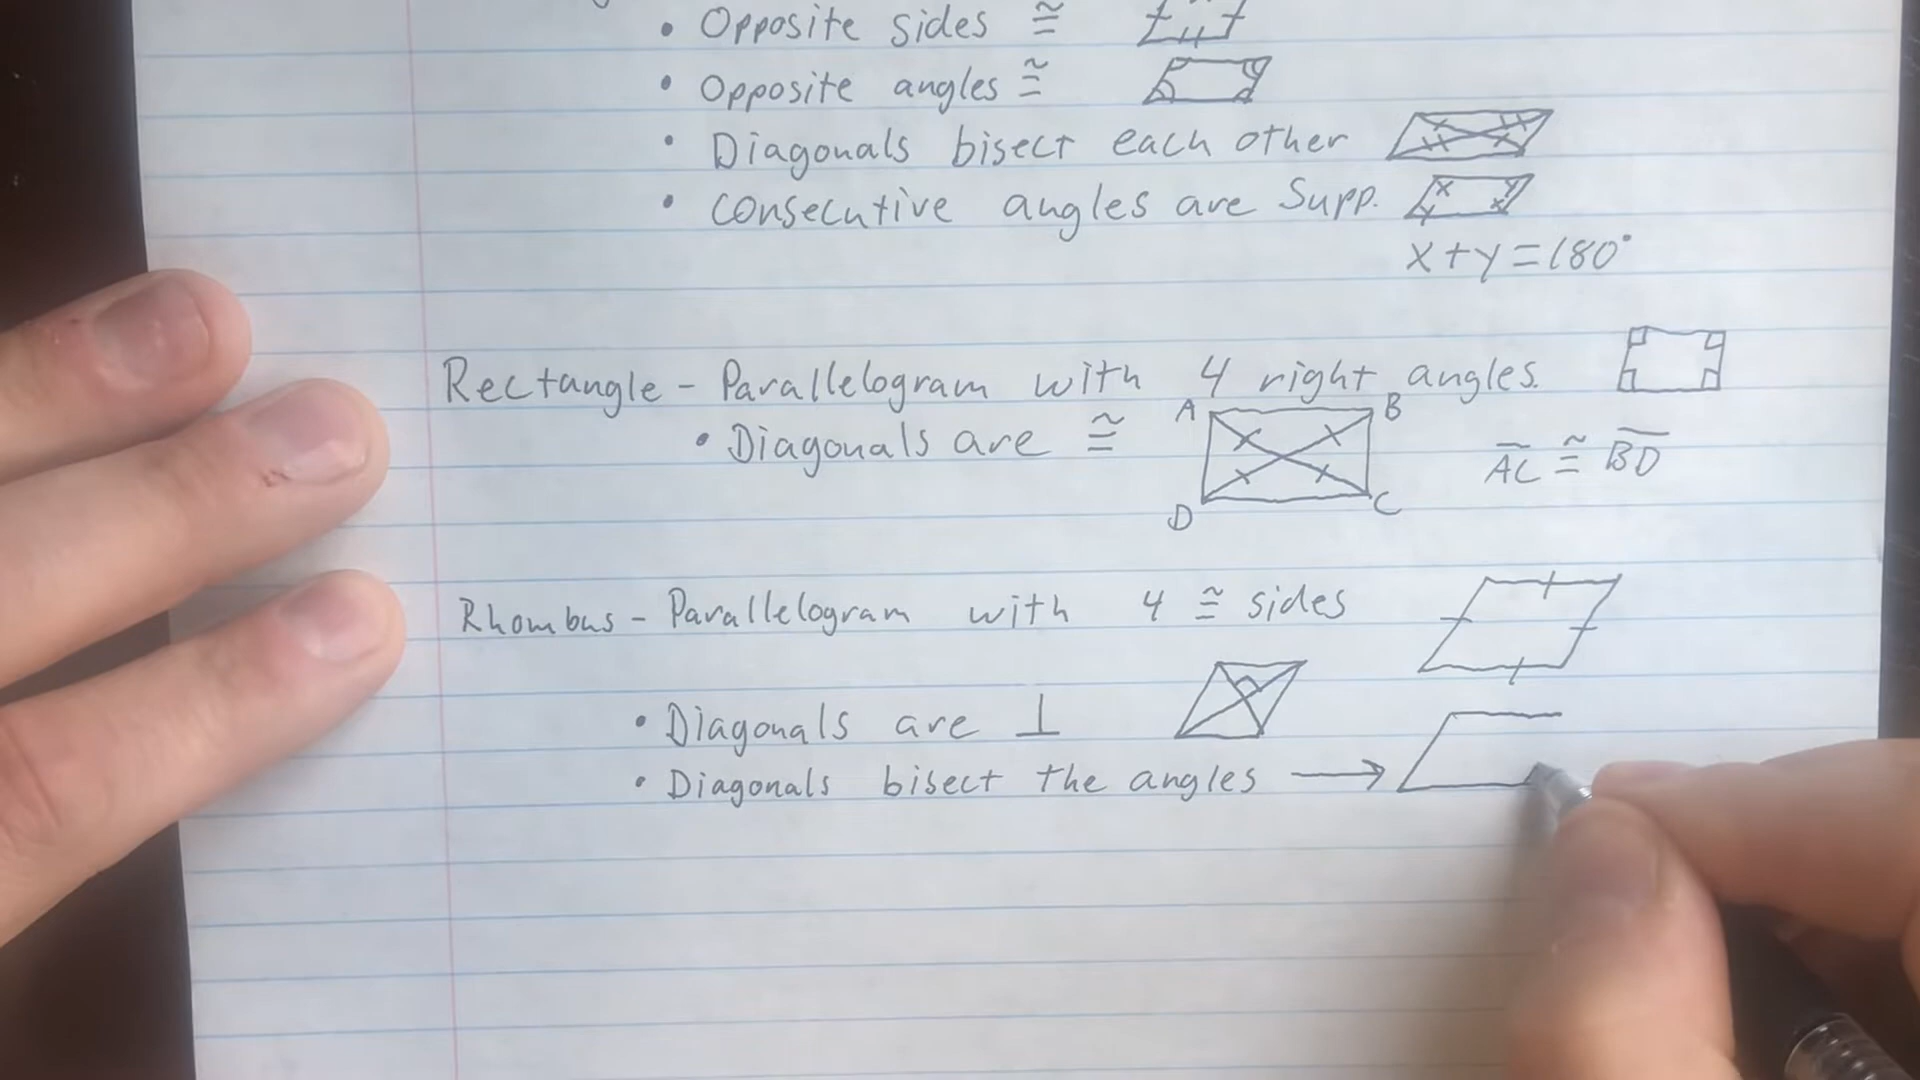 • Opposite sides ≅
• Opposite angles ≅
• Diagonals bisect each other
• Consecutive angles are Supp.
x y
y x
x + y = 180°
Rectangle - Parallelogram with 4 right angles.
• Diagonals are ≅
A B
D C
AC ≅ BD
Rhombus - Parallelogram with 4 ≅ sides
• Diagonals are ⊥
• Diagonals bisect the angles →